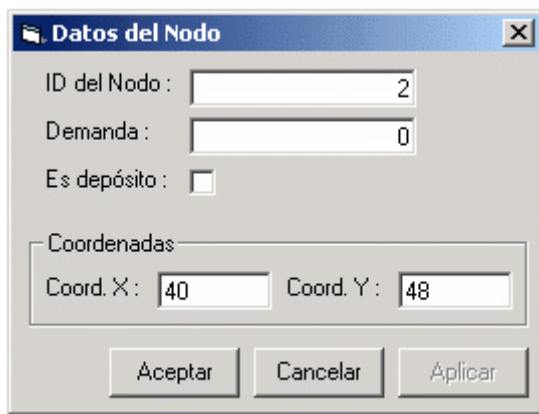 Datos del Nodo
ID del Nodo : 2
Demanda : 0
Es depósito :
Coordenadas
Coord. X : 40 Coord. Y : 48
Aceptar Cancelar Aplicar